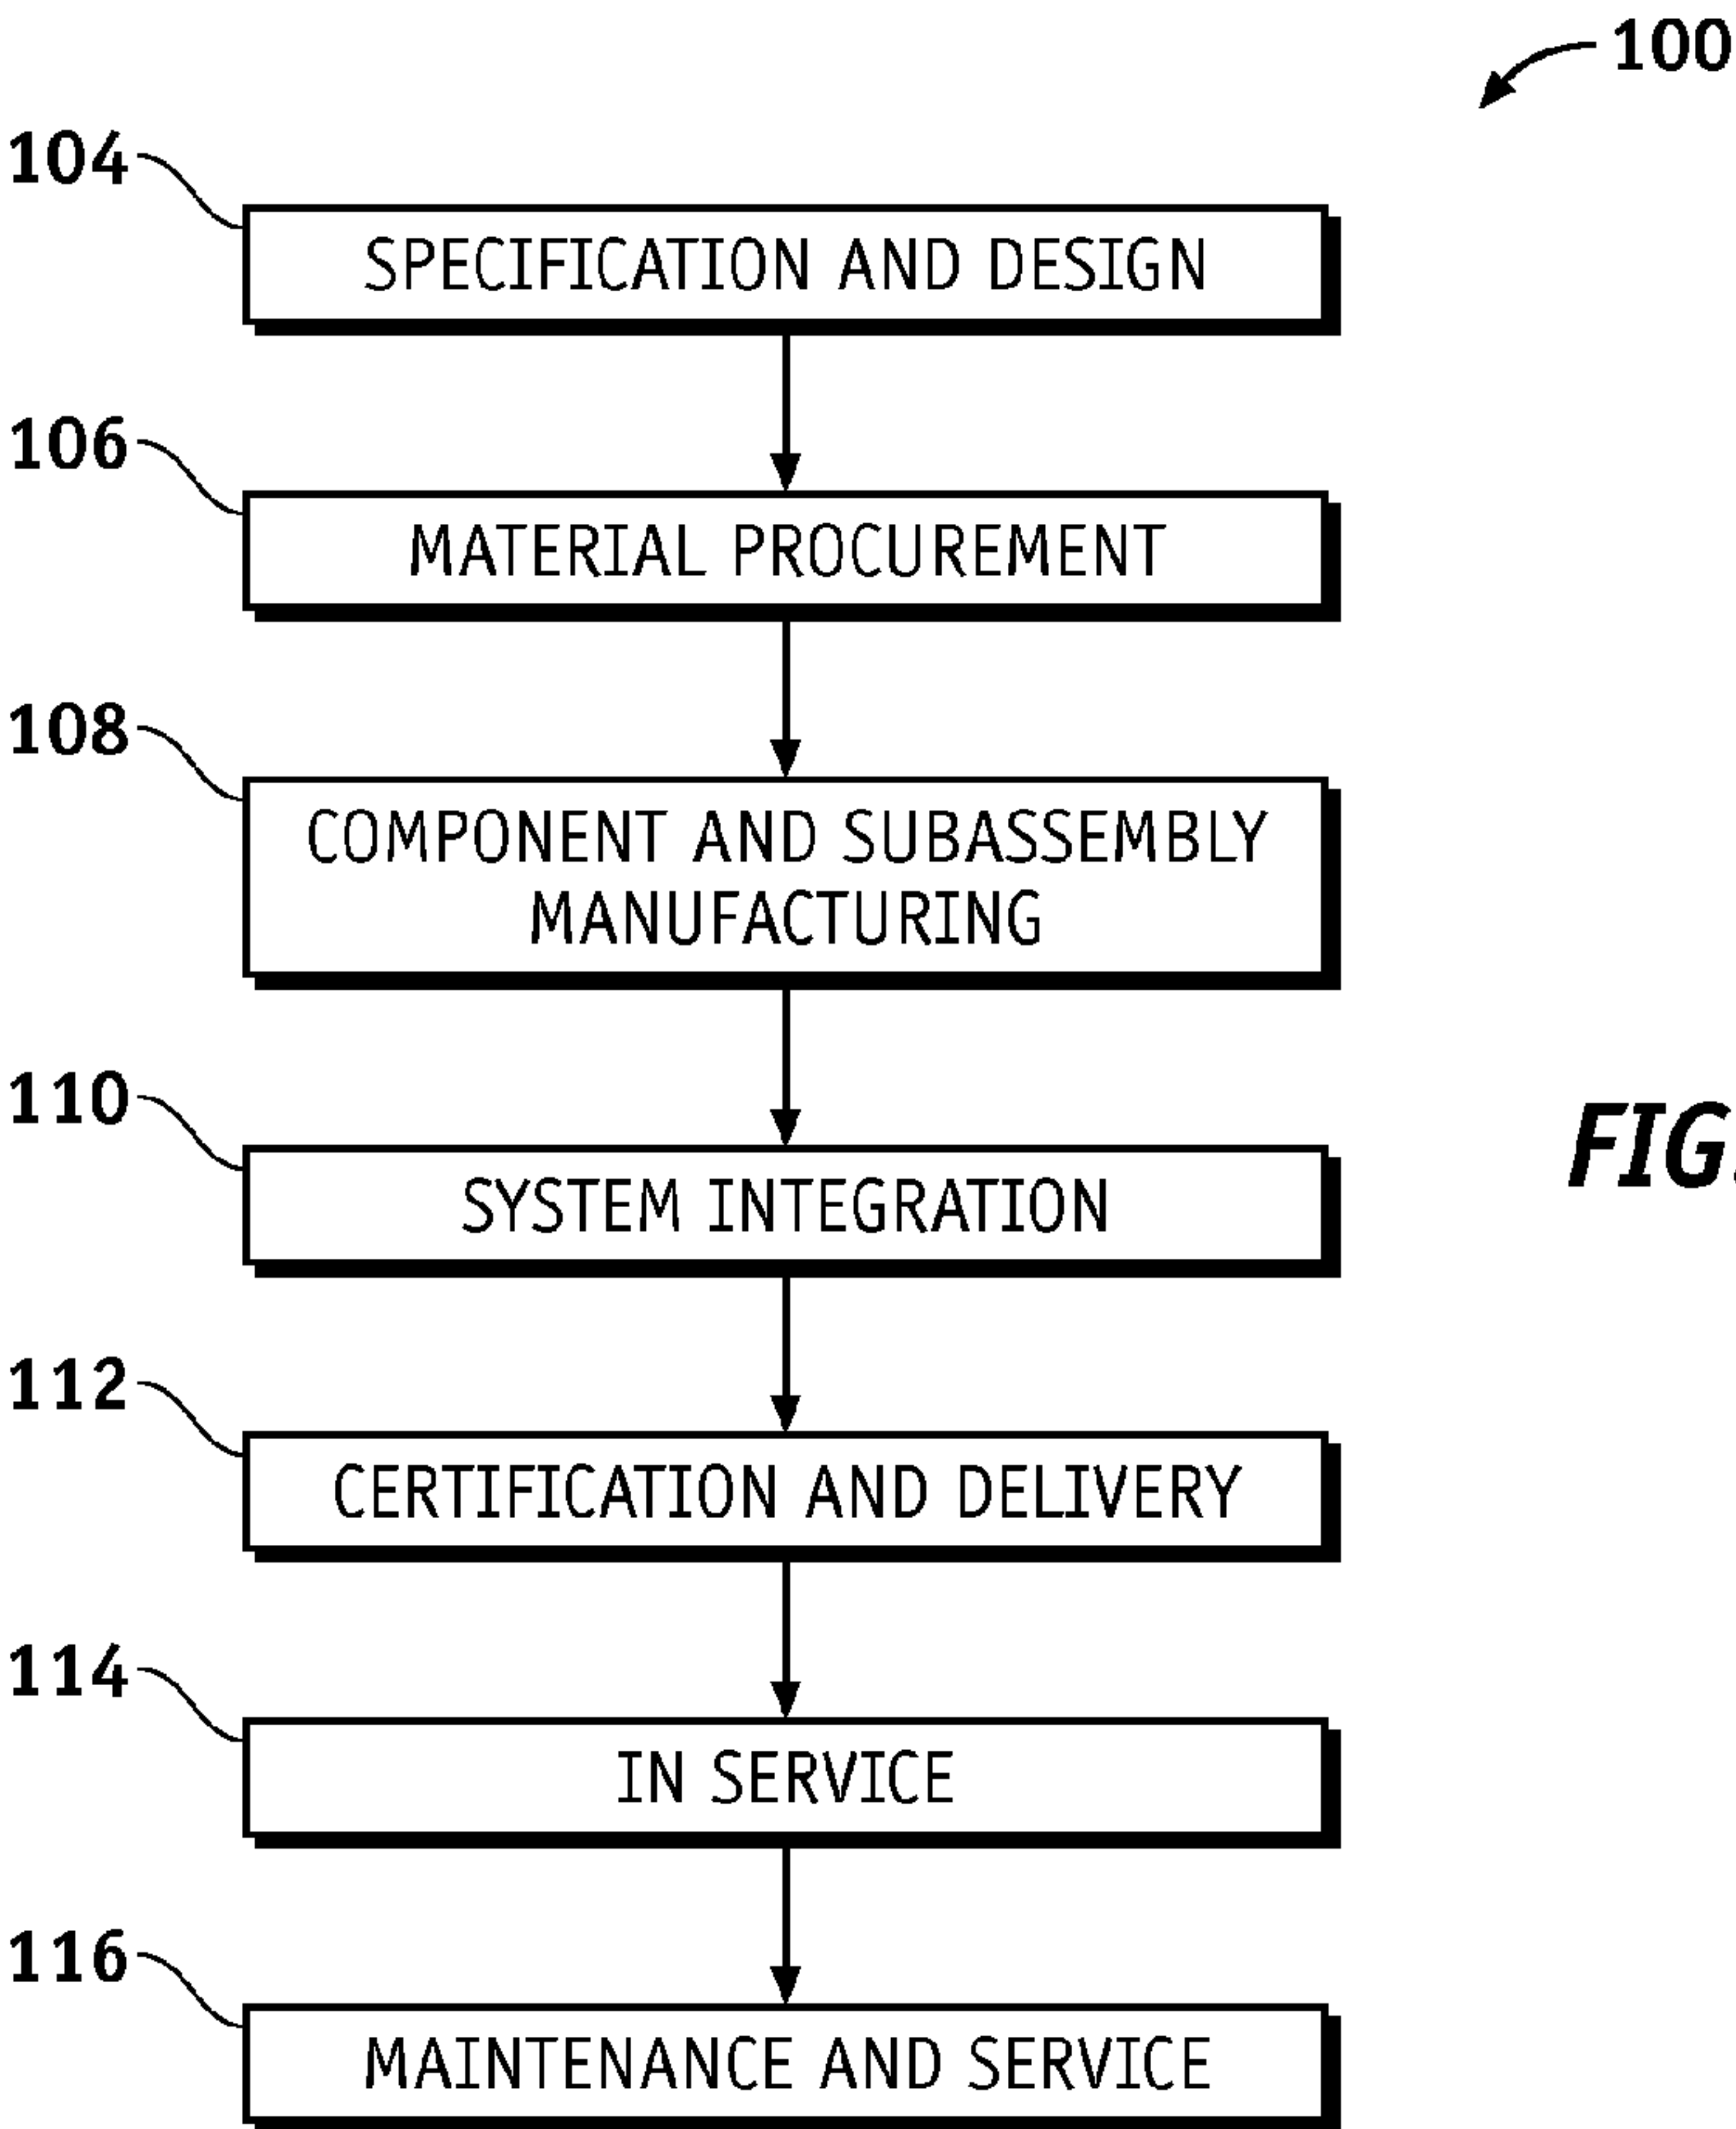 100
104
SPECIFICATION AND DESIGN
106
MATERIAL PROCUREMENT
108
COMPONENT AND SUBASSEMBLY
MANUFACTURING
110
SYSTEM INTEGRATION
FIG.
112
CERTIFICATION AND DELIVERY
114
IN SERVICE
116
MAINTENANCE AND SERVICE